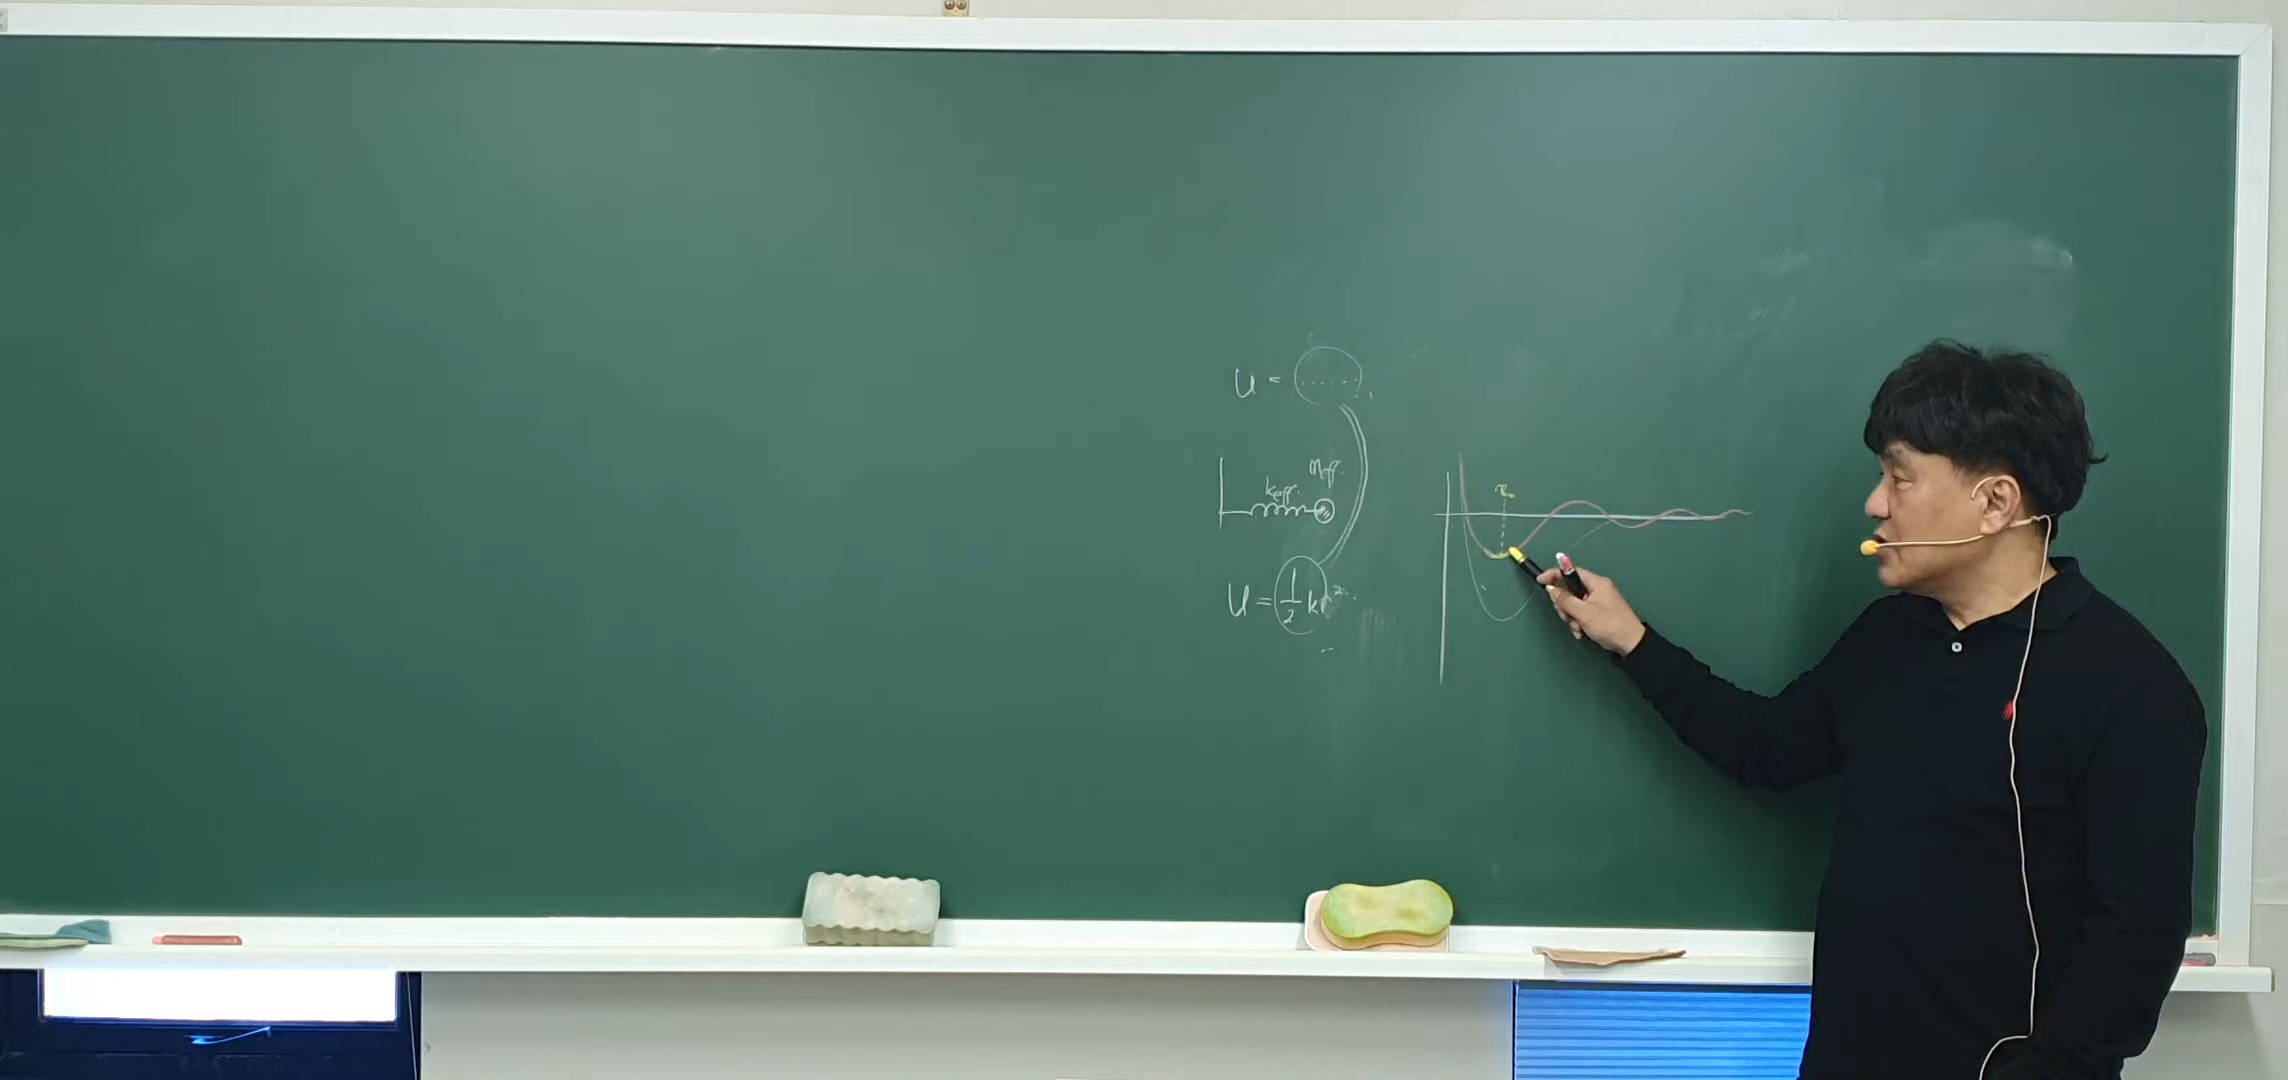 U =
m_eff.
k_eff.
U = 1/2 kr²
r₀